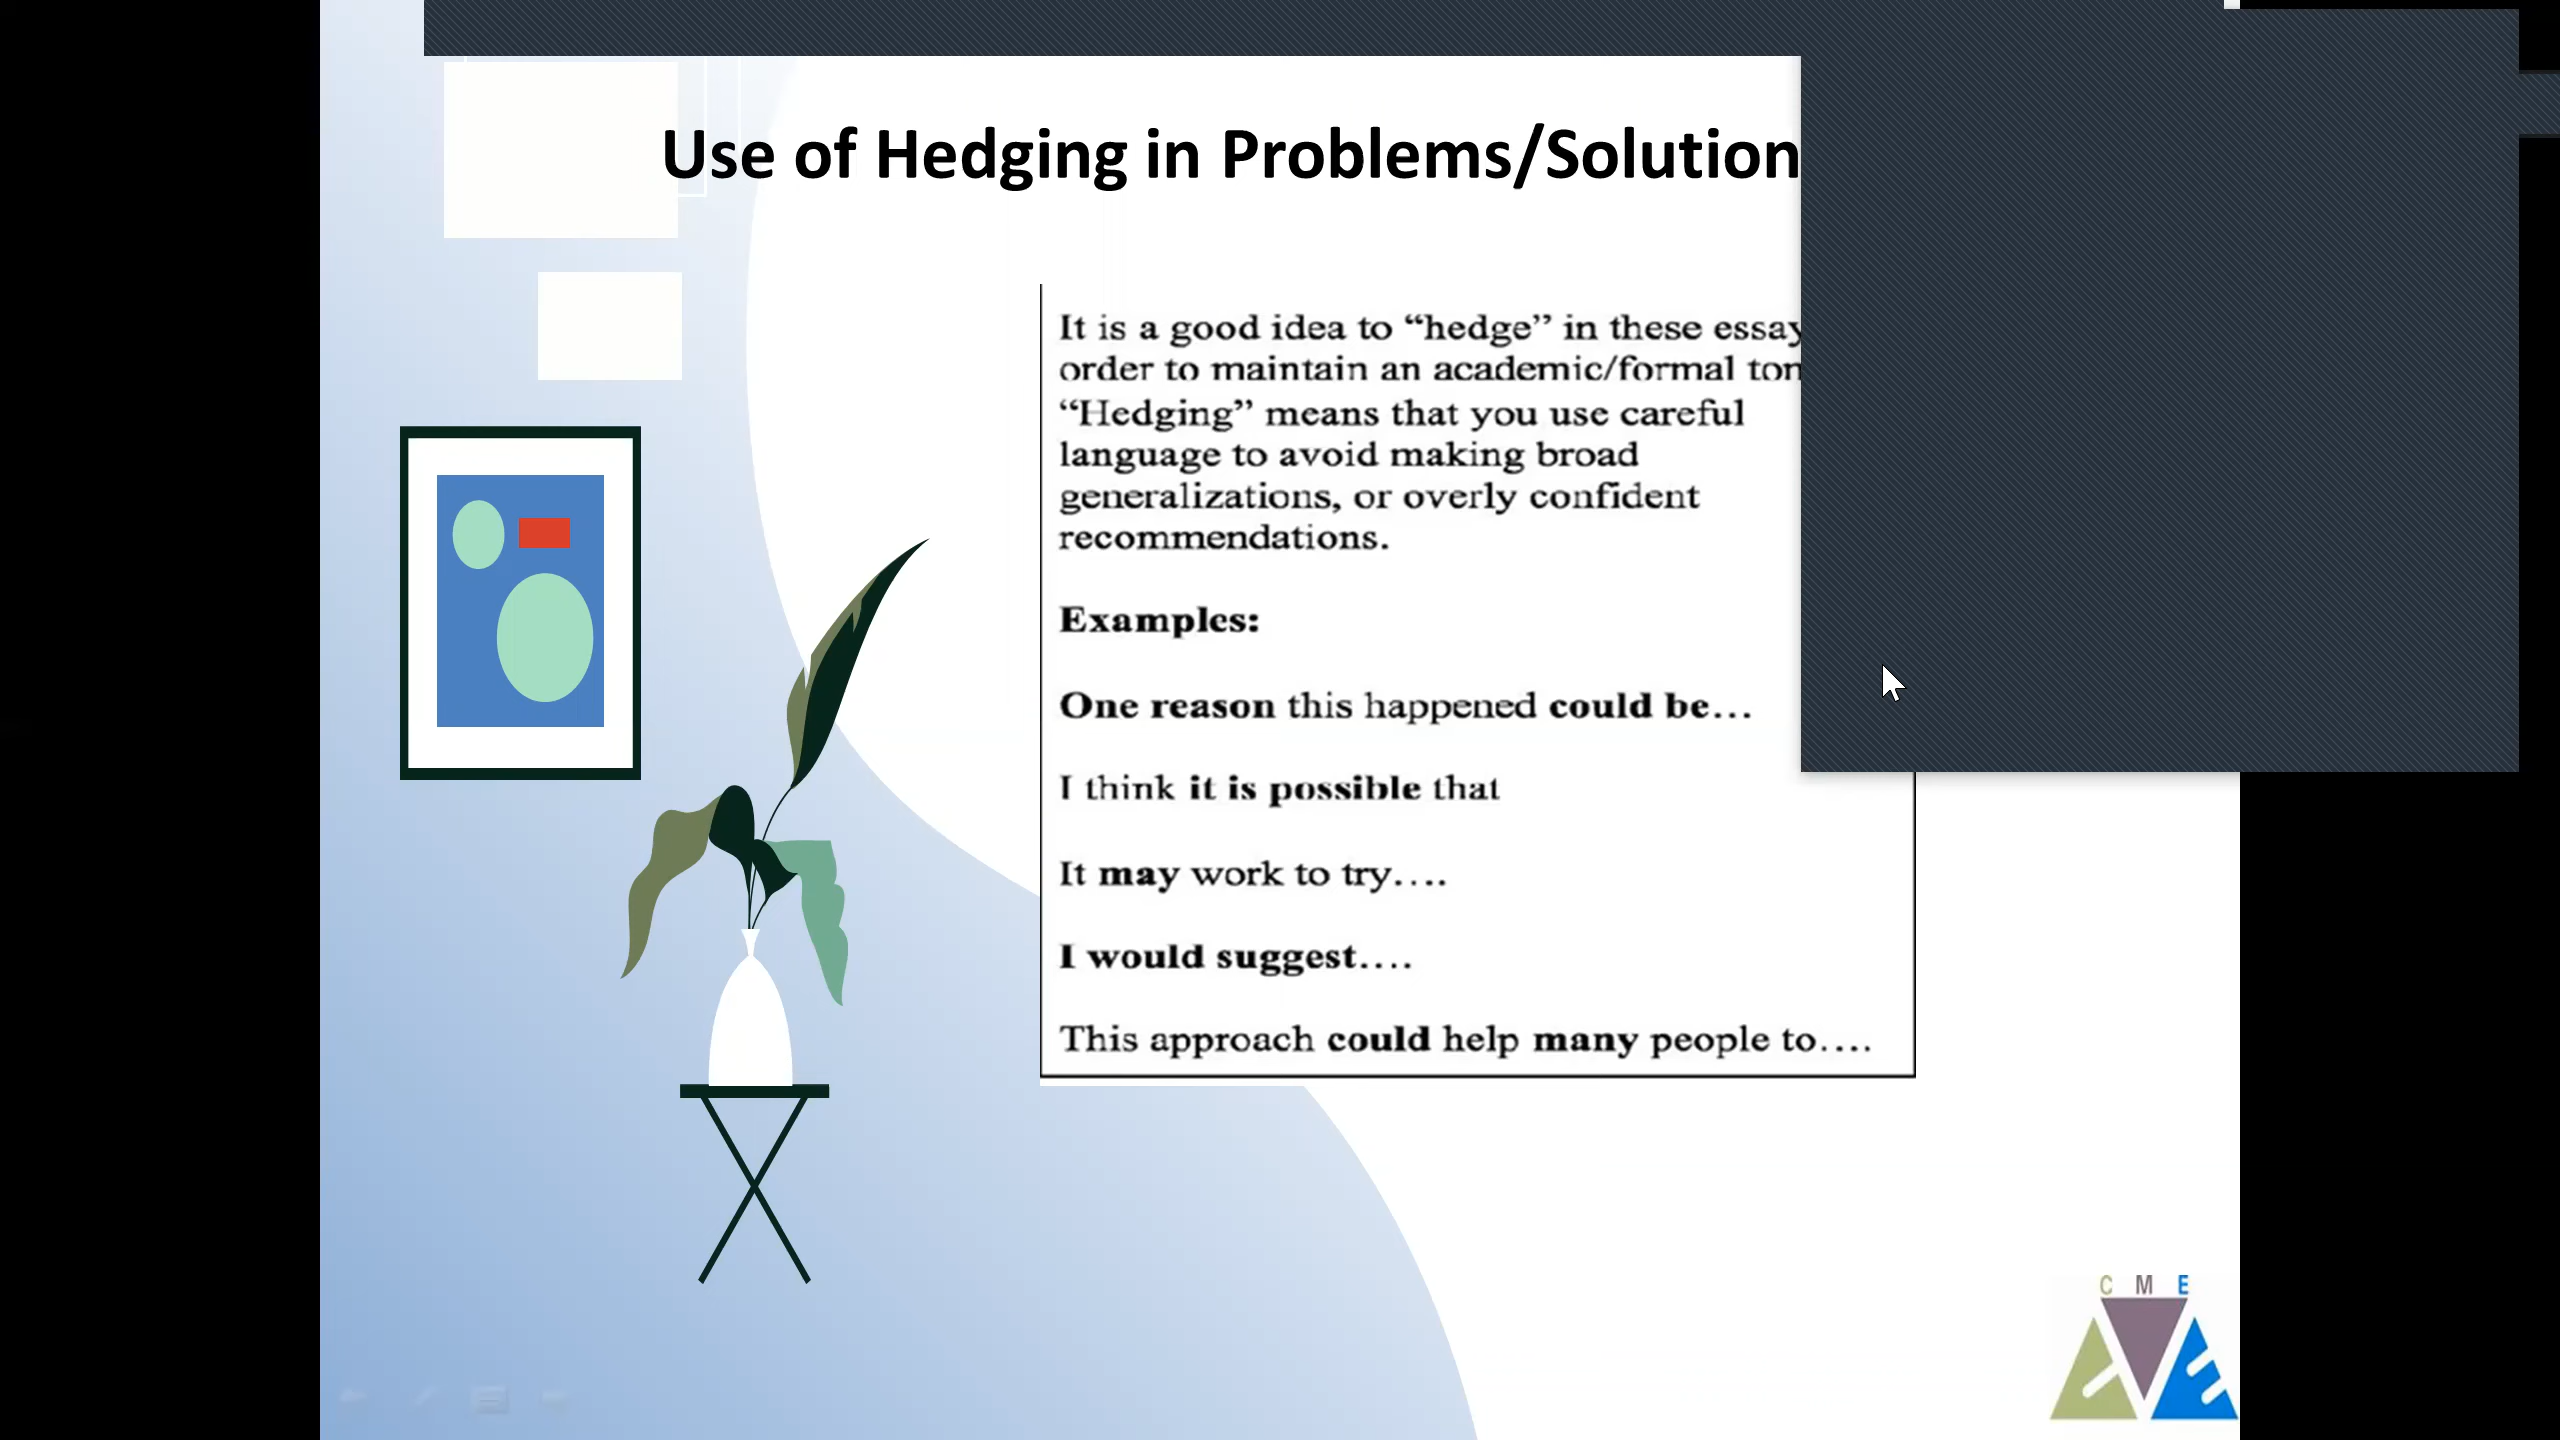 Use of Hedging in Problems/Solution
It is a good idea to “hedge” in these essay
order to maintain an academic/formal ton
“Hedging” means that you use careful
language to avoid making broad
generalizations, or overly confident
recommendations.
Examples:
One reason this happened could be…
I think it is possible that
It may work to try….
I would suggest….
This approach could help many people to….
C M E